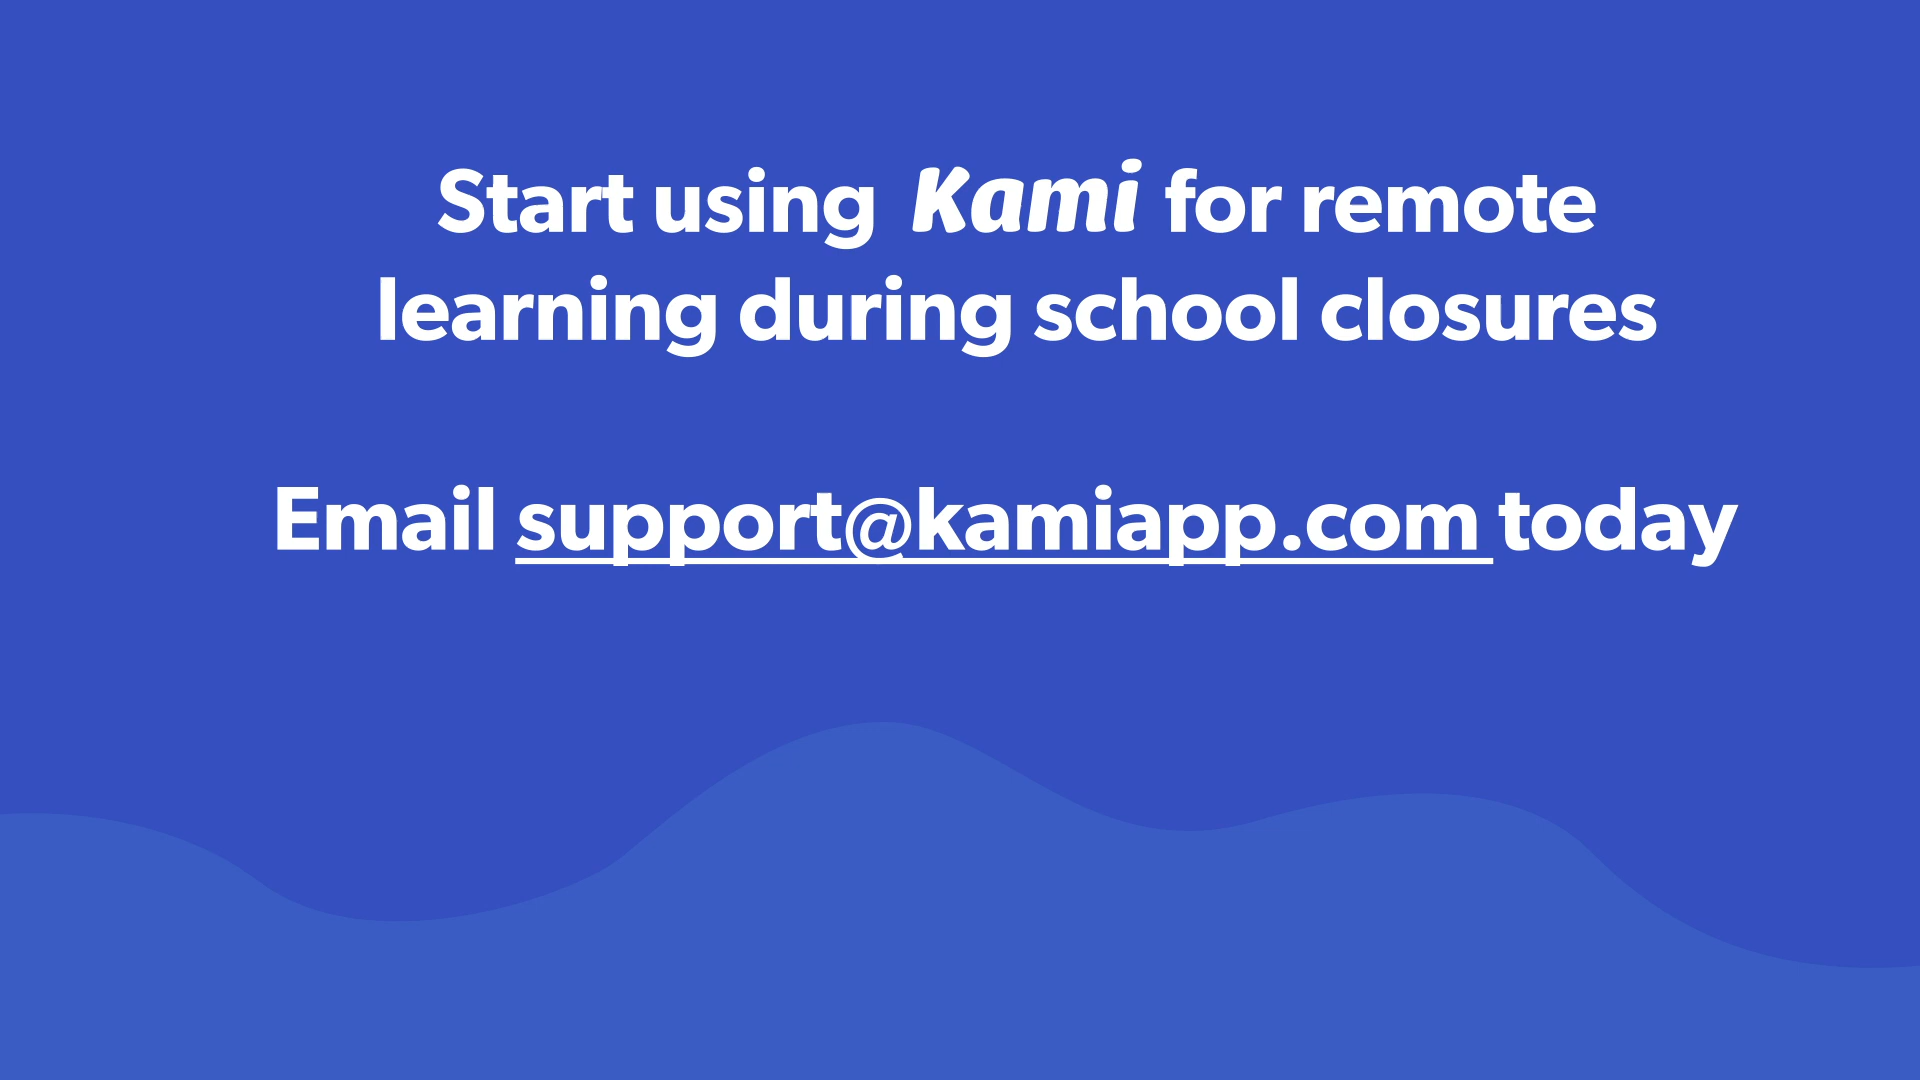 Start using Kami for remote
learning during school closures
Email support@kamiapp.com today